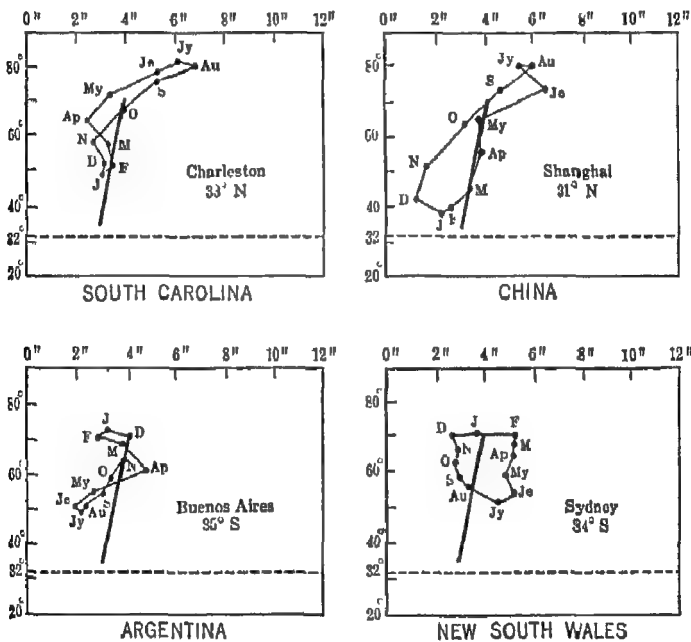 0" 2" 4" 6" 8" 10" 12"
80°
60°
40°
32°
20°
Jy
Au
Je
S
My
Ap
O
N
M
D
F
J
Charleston
33° N
SOUTH CAROLINA
0" 2" 4" 6" 8" 10" 12"
80°
60°
40°
32°
20°
Jy
Au
S
Je
O
My
Ap
N
M
D
J
F
Shanghai
31° N
CHINA
0" 2" 4" 6" 8" 10" 12"
80°
60°
40°
32°
20°
J
F
D
M
N
Ap
O
My
S
Je
Jy
Au
Buenos Aires
35° S
ARGENTINA
0" 2" 4" 6" 8" 10" 12"
80°
60°
40°
32°
20°
D
J
F
N
M
O
Ap
S
My
Au
Je
Jy
Sydney
34° S
NEW SOUTH WALES